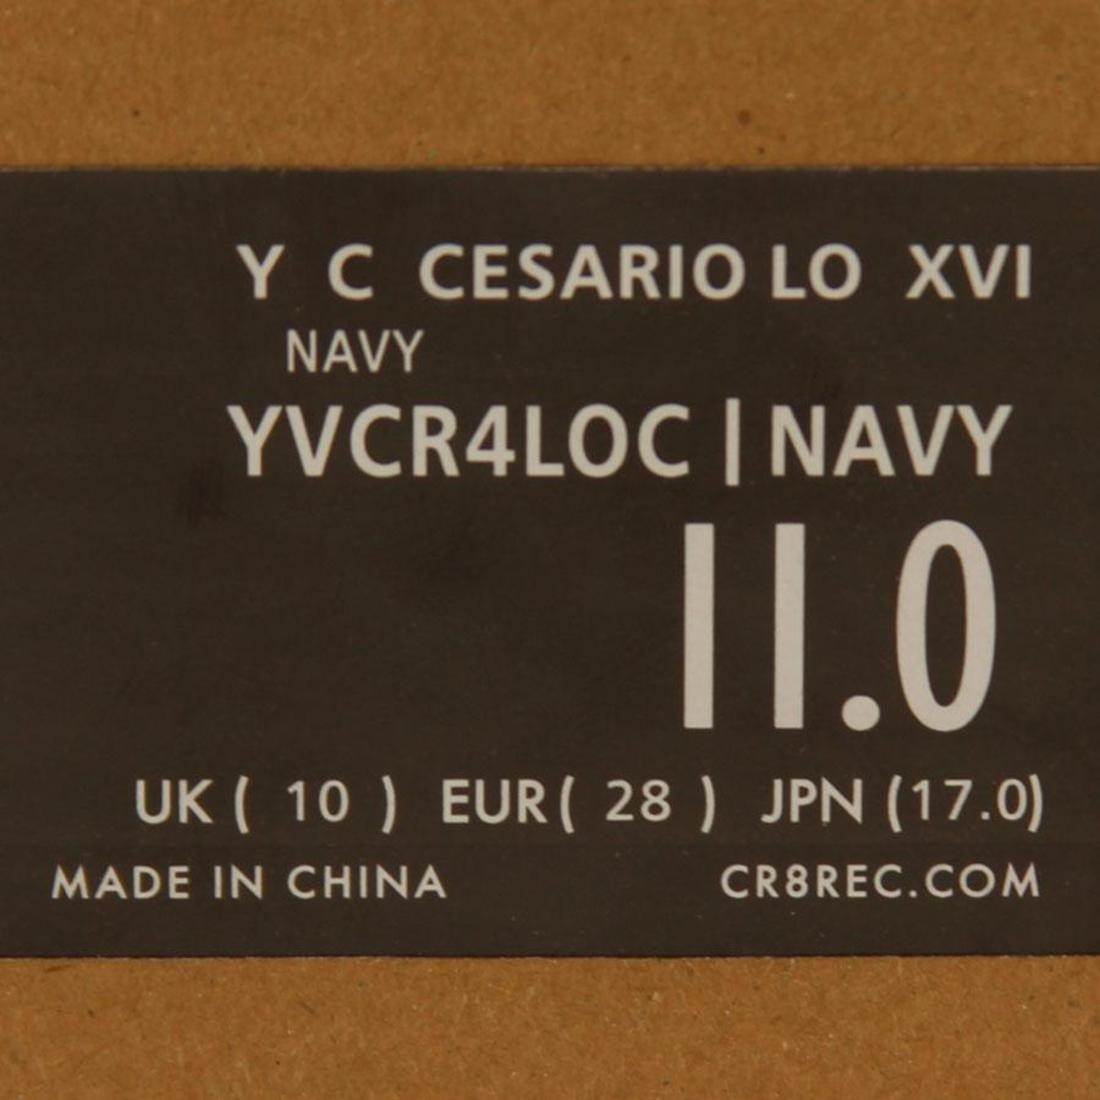 Y C CESARIO LO XVI
NAVY
YVCR4LOC | NAVY
11.0
UK ( 10 ) EUR ( 28 ) JPN (17.0)
MADE IN CHINA CR8REC.COM